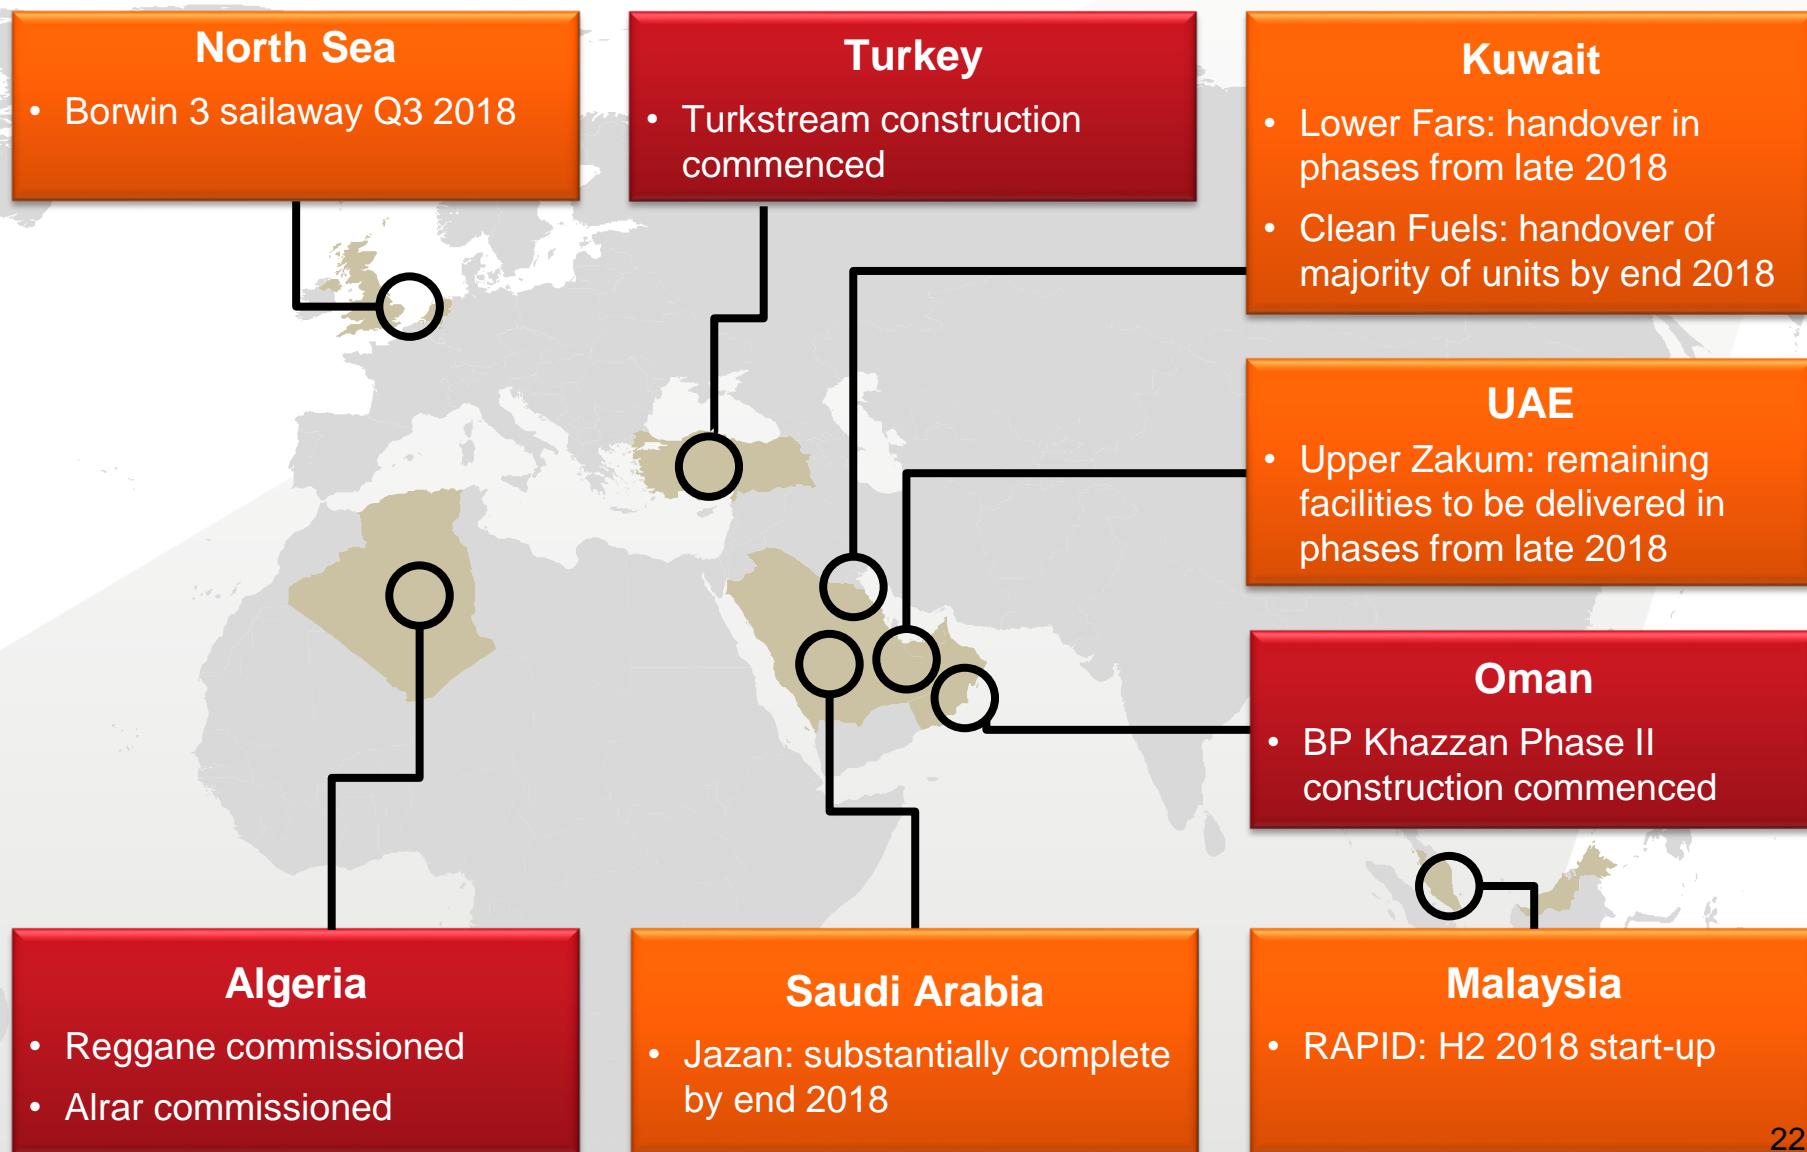 North Sea
• Borwin 3 sailaway Q3 2018
Turkey
• Turkstream construction
commenced
Kuwait
• Lower Fars: handover in
phases from late 2018
• Clean Fuels: handover of
majority of units by end 2018
UAE
• Upper Zakum: remaining
facilities to be delivered in
phases from late 2018
Oman
• BP Khazzan Phase II
construction commenced
Algeria
• Reggane commissioned
• Alrar commissioned
Saudi Arabia
• Jazan: substantially complete
by end 2018
Malaysia
• RAPID: H2 2018 start-up
22